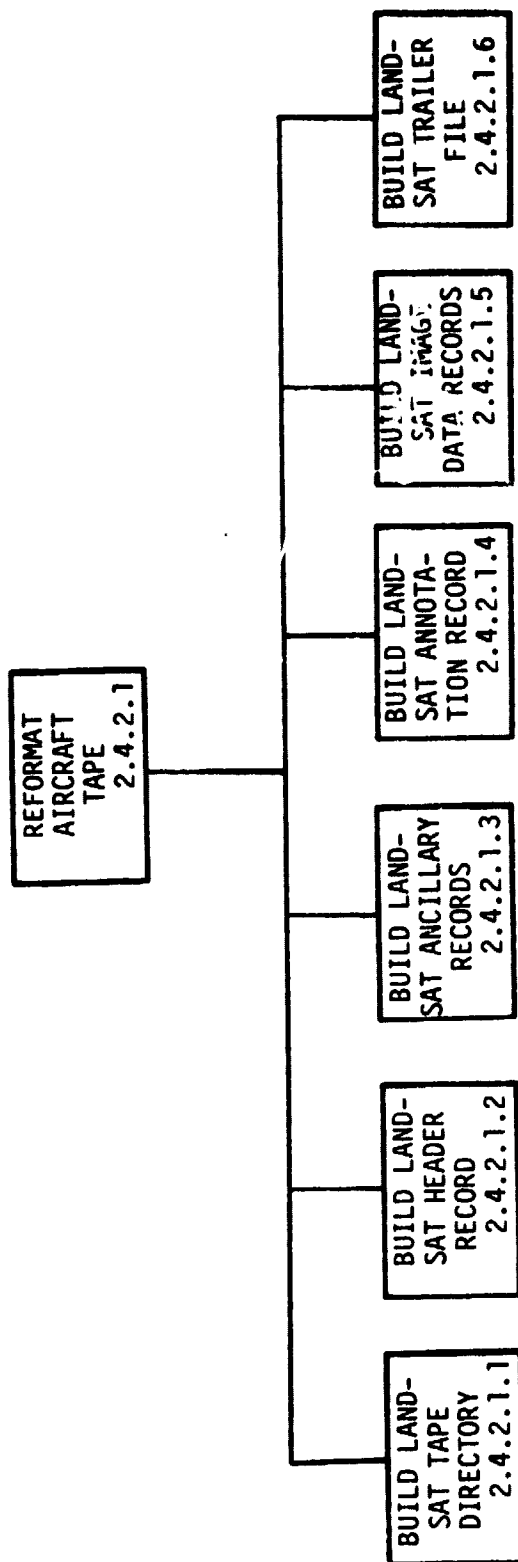 REFORMAT
AIRCRAFT
TAPE
2.4.2.1
BUILD LAND-
SAT TAPE
DIRECTORY
2.4.2.1.1
BUILD LAND-
SAT HEADER
RECORD
2.4.2.1.2
BUILD LAND-
SAT ANCILLARY
RECORDS
2.4.2.1.3
BUILD LAND-
SAT ANNOTA-
TION RECORD
2.4.2.1.4
BUILD LAND-
SAT IMAGE
DATA RECORDS
2.4.2.1.5
BUILD LAND-
SAT TRAILER
FILE
2.4.2.1.6